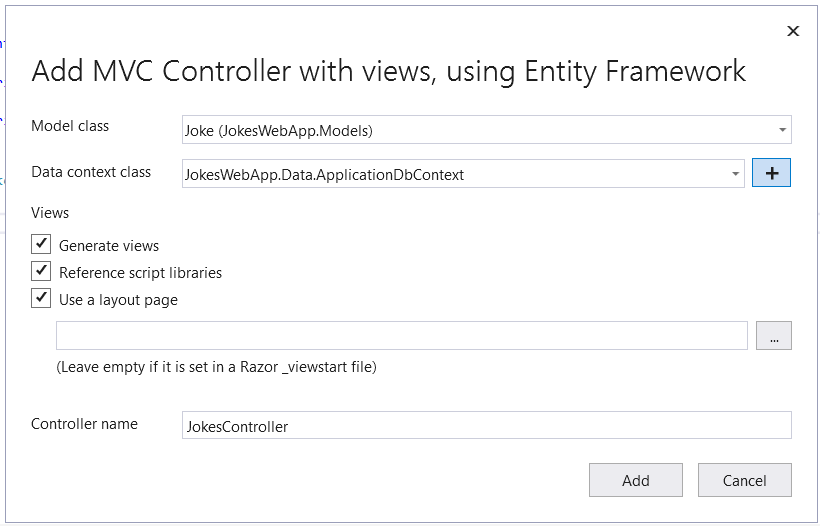 Add MVC Controller with views, using Entity Framework
Model class
Joke (JokesWebApp.Models)
Data context class
JokesWebApp.Data.ApplicationDbContext
+
Views
Generate views
Reference script libraries
Use a layout page
...
(Leave empty if it is set in a Razor _viewstart file)
Controller name
JokesController
Add
Cancel